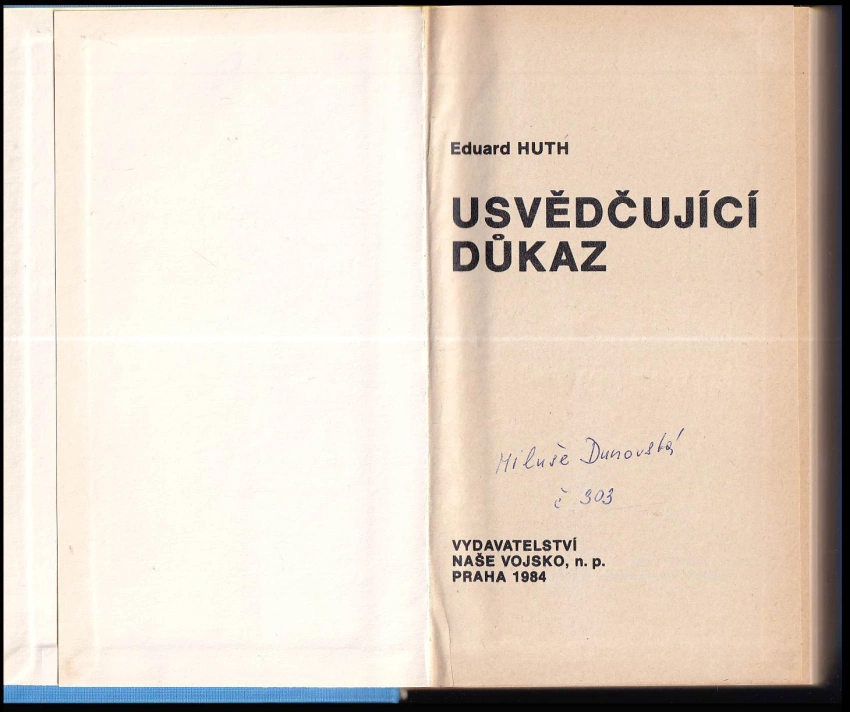 Eduard HUTH
USVĚDČUJÍCÍ
DŮKAZ
Miluše Dunovská
č 303
VYDAVATELSTVÍ
NAŠE VOJSKO, n. p.
PRAHA 1984